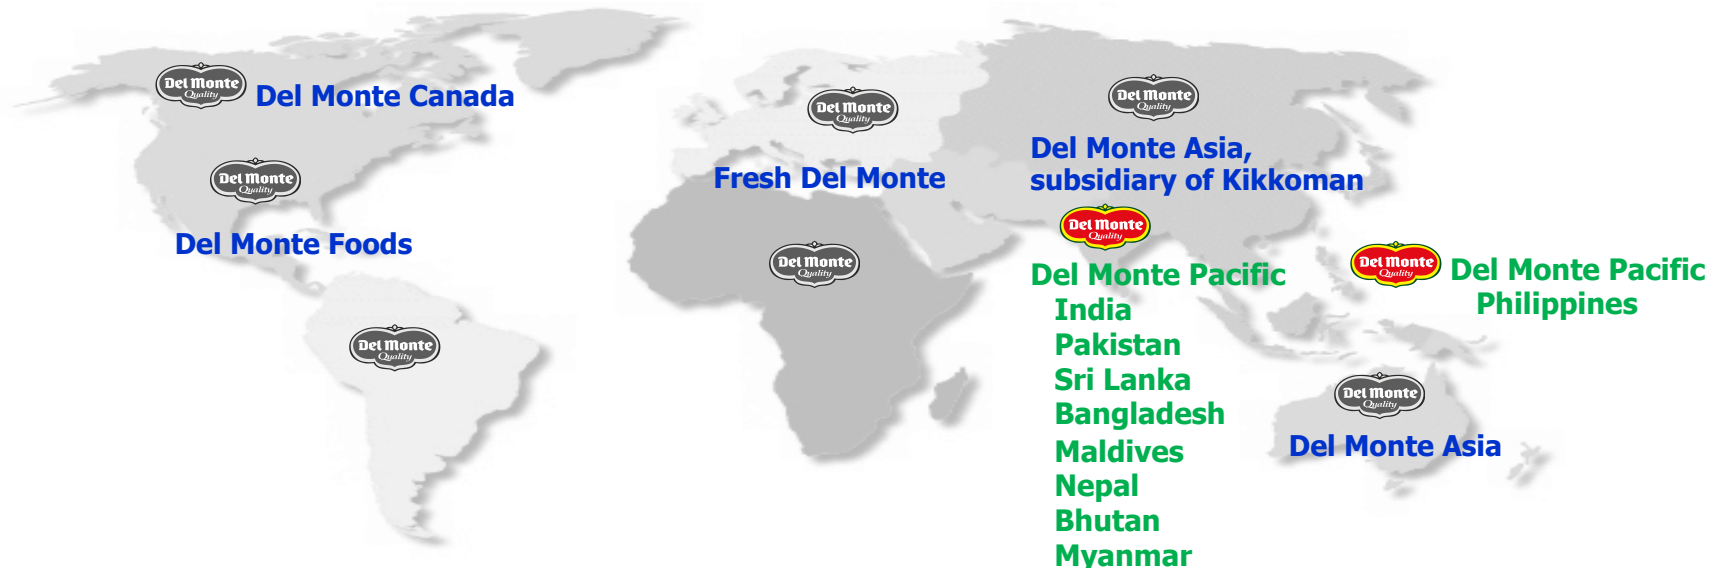 Del Monte
Quality
Del Monte Canada
Del Monte
Quality
Del Monte Foods
Del Monte
Quality
Del Monte
Quality
Fresh Del Monte
Del Monte
Quality
Del Monte
Quality
Del Monte Asia,
subsidiary of Kikkoman
Del Monte
Quality
Del Monte Pacific
India
Pakistan
Sri Lanka
Bangladesh
Maldives
Nepal
Bhutan
Myanmar
Del Monte
Quality
Del Monte Pacific
Philippines
Del Monte
Quality
Del Monte Asia